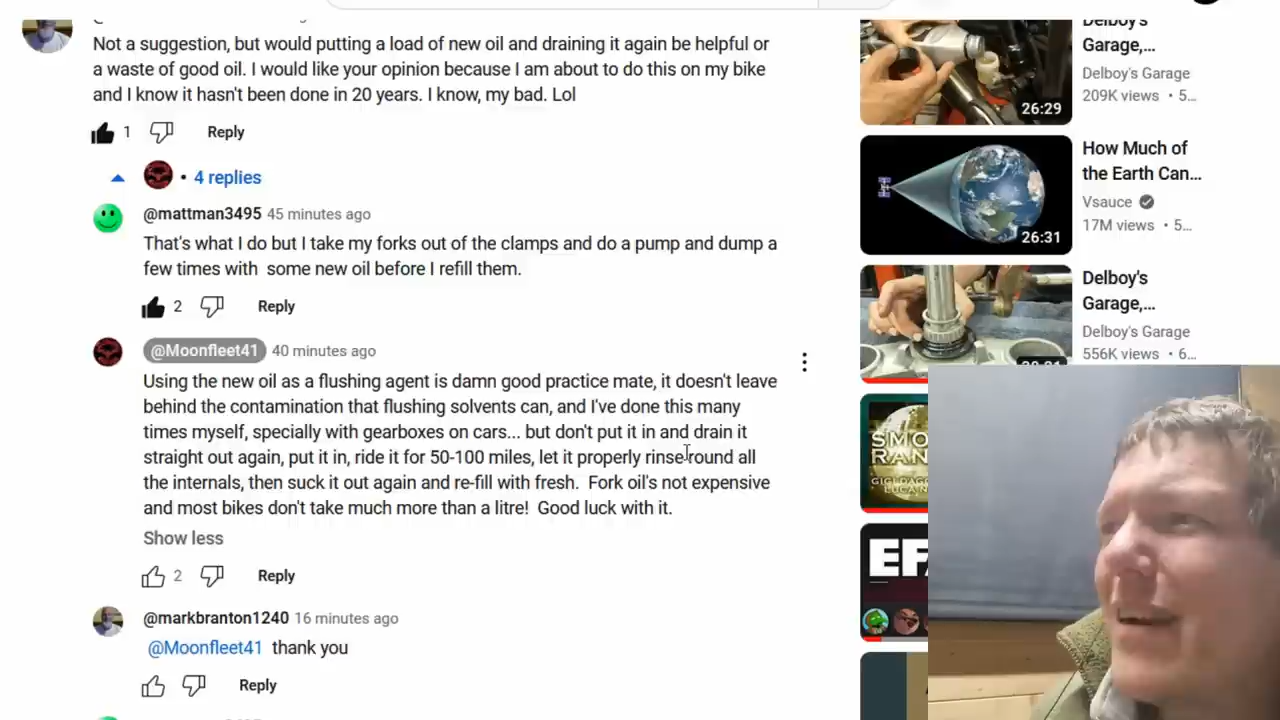 Not a suggestion, but would putting a load of new oil and draining it again be helpful or
a waste of good oil. I would like your opinion because I am about to do this on my bike
and I know it hasn't been done in 20 years. I know, my bad. Lol
1 Reply
• 4 replies
@mattman3495 45 minutes ago
That's what I do but I take my forks out of the clamps and do a pump and dump a
few times with some new oil before I refill them.
2 Reply
@Moonfleet41 40 minutes ago
Using the new oil as a flushing agent is damn good practice mate, it doesn't leave
behind the contamination that flushing solvents can, and I've done this many
times myself, specially with gearboxes on cars... but don't put it in and drain it
straight out again, put it in, ride it for 50-100 miles, let it properly rinse round all
the internals, then suck it out again and re-fill with fresh. Fork oil's not expensive
and most bikes don't take much more than a litre! Good luck with it.
Show less
2 Reply
@markbranton1240 16 minutes ago
@Moonfleet41 thank you
Reply
Delboy's
Garage,...
Delboy's Garage
209K views • 5...
26:29
How Much of
the Earth Can...
Vsauce
17M views • 5...
26:31
Delboy's
Garage,...
Delboy's Garage
556K views • 6...
SMO
RAN
EF